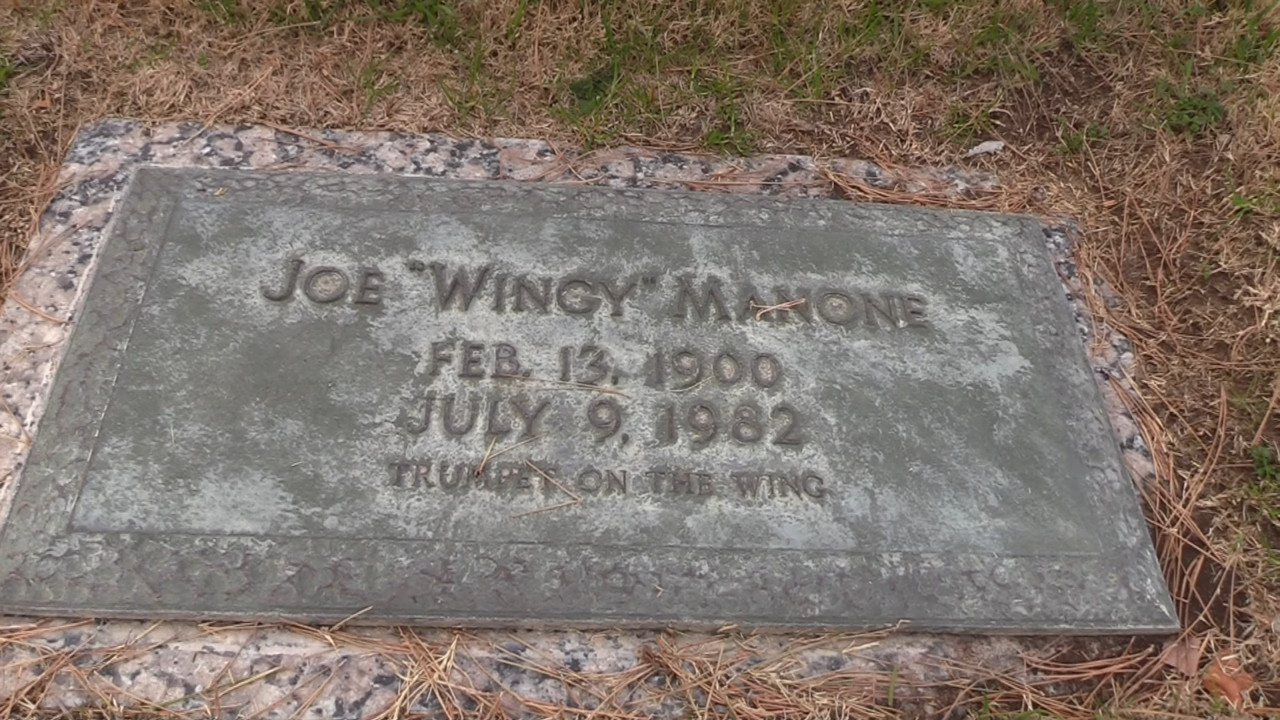 JOE "WINGY" MANONE
FEB. 13, 1900
JULY 9, 1982
TRUMPET ON THE WING